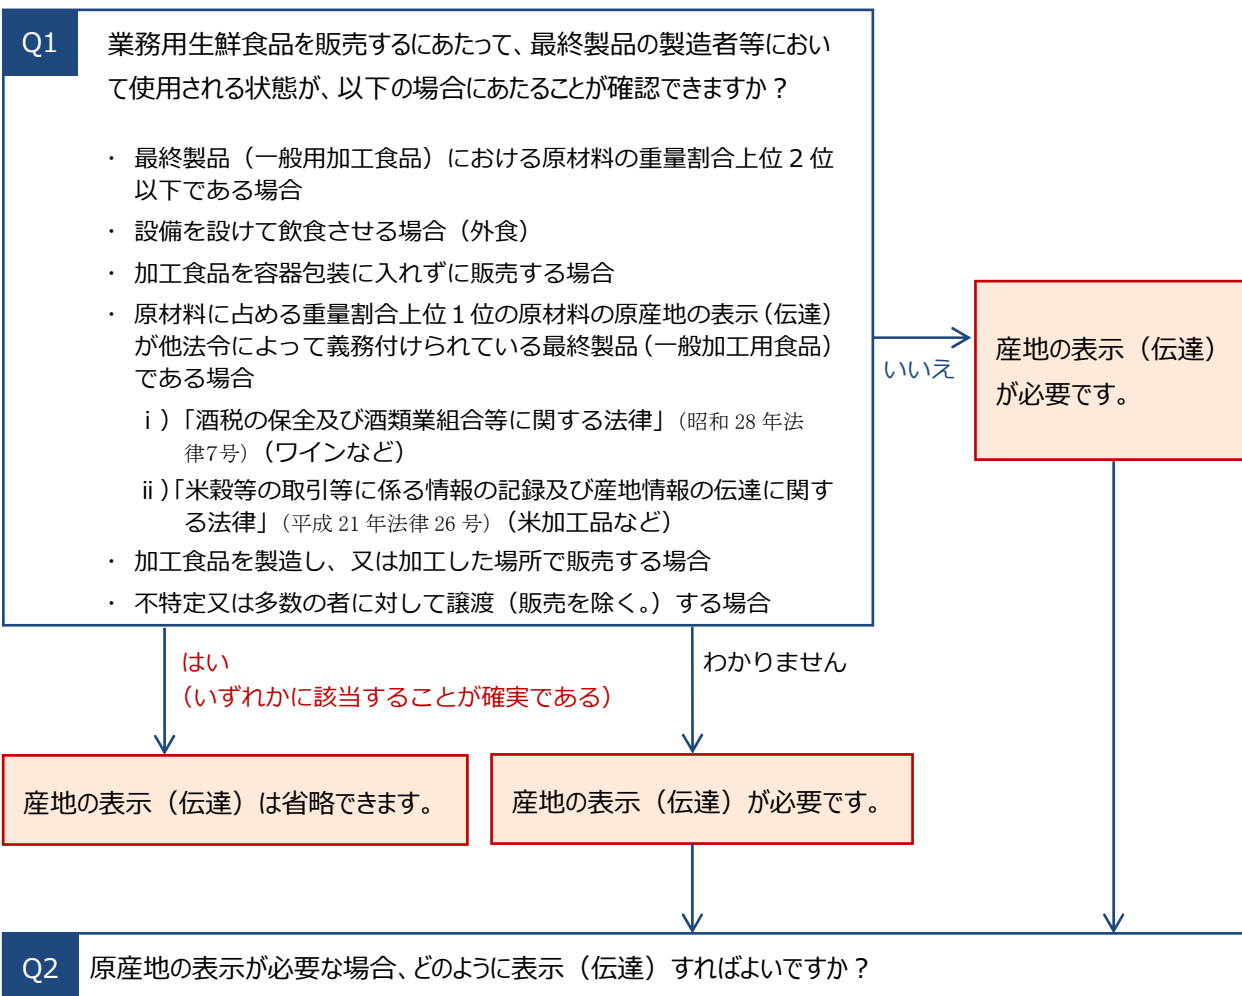 Q1
業務用生鮮食品を販売するにあたって、最終製品の製造者等におい
て使用される状態が、以下の場合にあたることが確認できますか？
・ 最終製品（一般用加工食品）における原材料の重量割合上位２位
以下である場合
・ 設備を設けて飲食させる場合（外食）
・ 加工食品を容器包装に入れずに販売する場合
・ 原材料に占める重量割合上位１位の原材料の原産地の表示（伝達）
が他法令によって義務付けられている最終製品（一般加工用食品）
である場合
ⅰ）「酒税の保全及び酒類業組合等に関する法律」（昭和 28 年法
律7号）（ワインなど）
ⅱ）「米穀等の取引等に係る情報の記録及び産地情報の伝達に関す
る法律」（平成 21 年法律 26 号）（米加工品など）
・ 加工食品を製造し、又は加工した場所で販売する場合
・ 不特定又は多数の者に対して譲渡（販売を除く。）する場合
いいえ
産地の表示（伝達）
が必要です。
はい
（いずれかに該当することが確実である）
わかりません
産地の表示（伝達）は省略できます。
産地の表示（伝達）が必要です。
Q2
原産地の表示が必要な場合、どのように表示（伝達）すればよいですか？